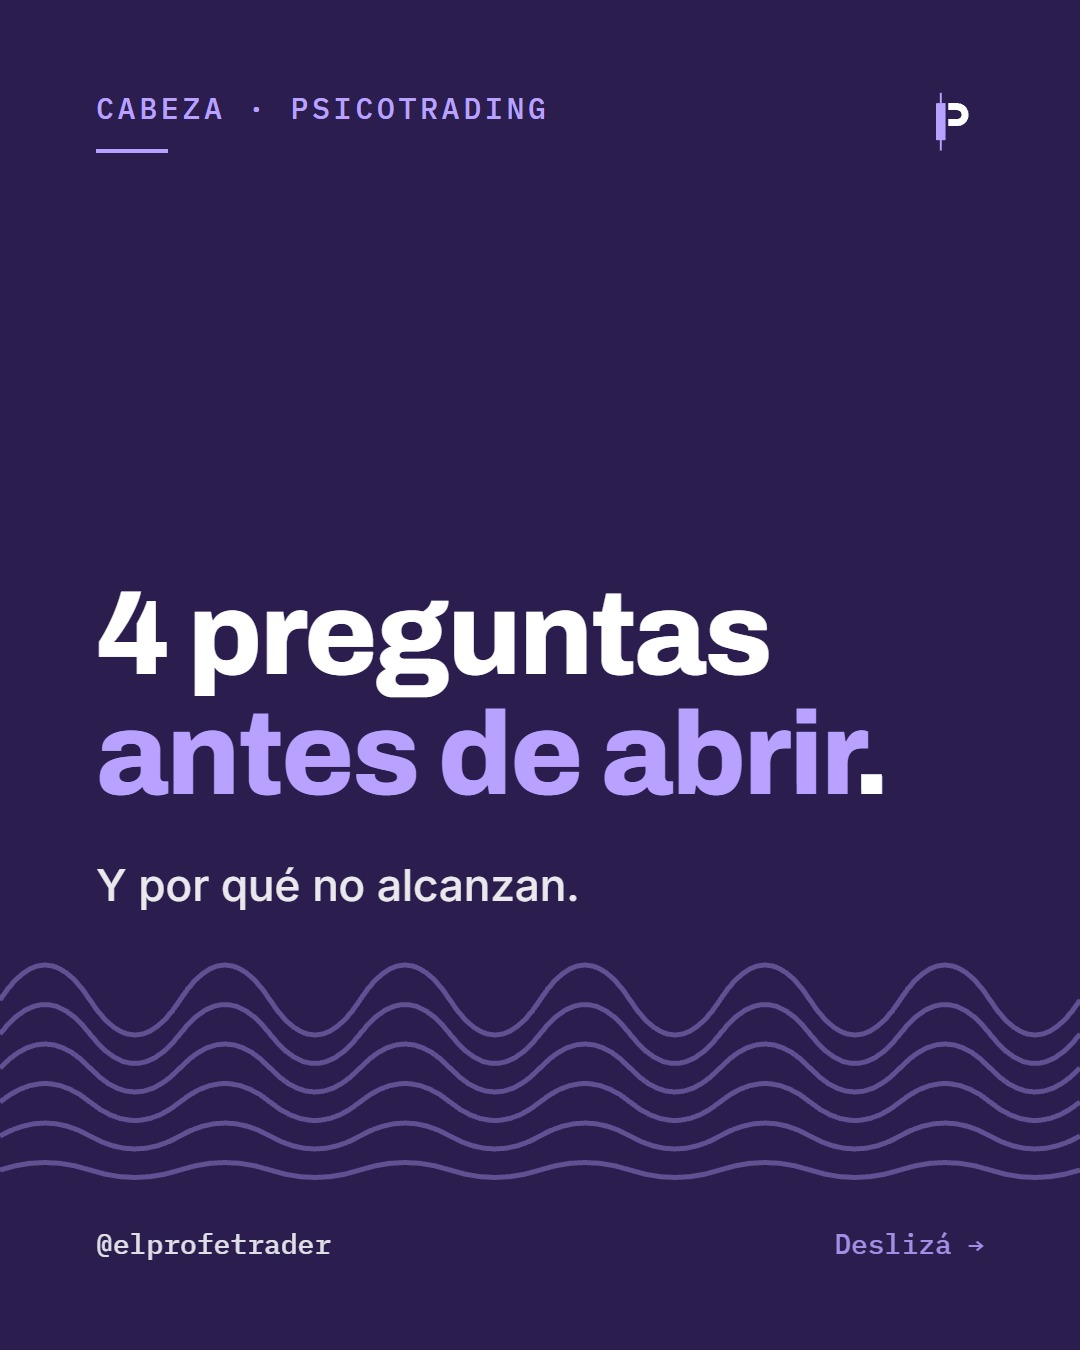 CABEZA · PSICOTRADING
4 preguntas
antes de abrir.
Y por qué no alcanzan.
@elprofetrader
Deslizá →